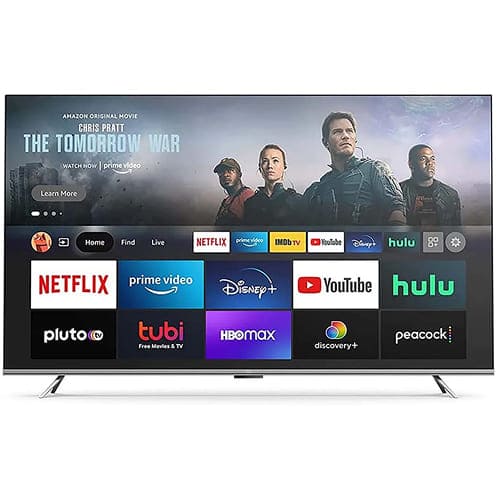 AMAZON ORIGINAL MOVIE
CHRIS PRATT
THE TOMORROW WAR
WATCH NOW | prime video
Learn More
Home Find Live NETFLIX prime video IMDb TV YouTube Disney+ hulu
NETFLIX prime video Disney+ YouTube hulu
pluto tv tubi HBOMAX discovery+ peacock
Free Movies & TV